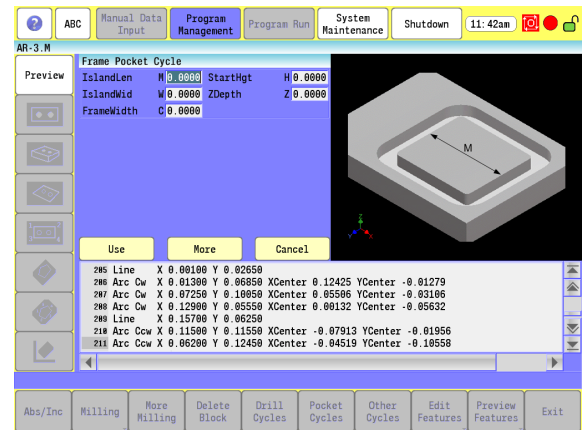 ? ABC Manual Data Input Program Management Program Run System Maintenance Shutdown 11:42am
AR-3.M
Preview
Frame Pocket Cycle
IslandLen M 0.0000 StartHgt H 0.0000
IslandWid W 0.0000 ZDepth Z 0.0000
FrameWidth C 0.0000
M
Z
Y X
Use More Cancel
205 Line X 0.00100 Y 0.02650
206 Arc Cw X 0.01300 Y 0.06850 XCenter 0.12425 YCenter -0.01279
207 Arc Cw X 0.07250 Y 0.10050 XCenter 0.05506 YCenter -0.03106
208 Arc Cw X 0.12900 Y 0.05550 XCenter 0.00132 YCenter -0.05632
209 Line X 0.15700 Y 0.06250
210 Arc Ccw X 0.11500 Y 0.11550 XCenter -0.07913 YCenter -0.01956
211 Arc Ccw X 0.06200 Y 0.12450 XCenter -0.04519 YCenter -0.10558
Abs/Inc Milling More Milling Delete Block Drill Cycles Pocket Cycles Other Cycles Edit Features Preview Features Exit